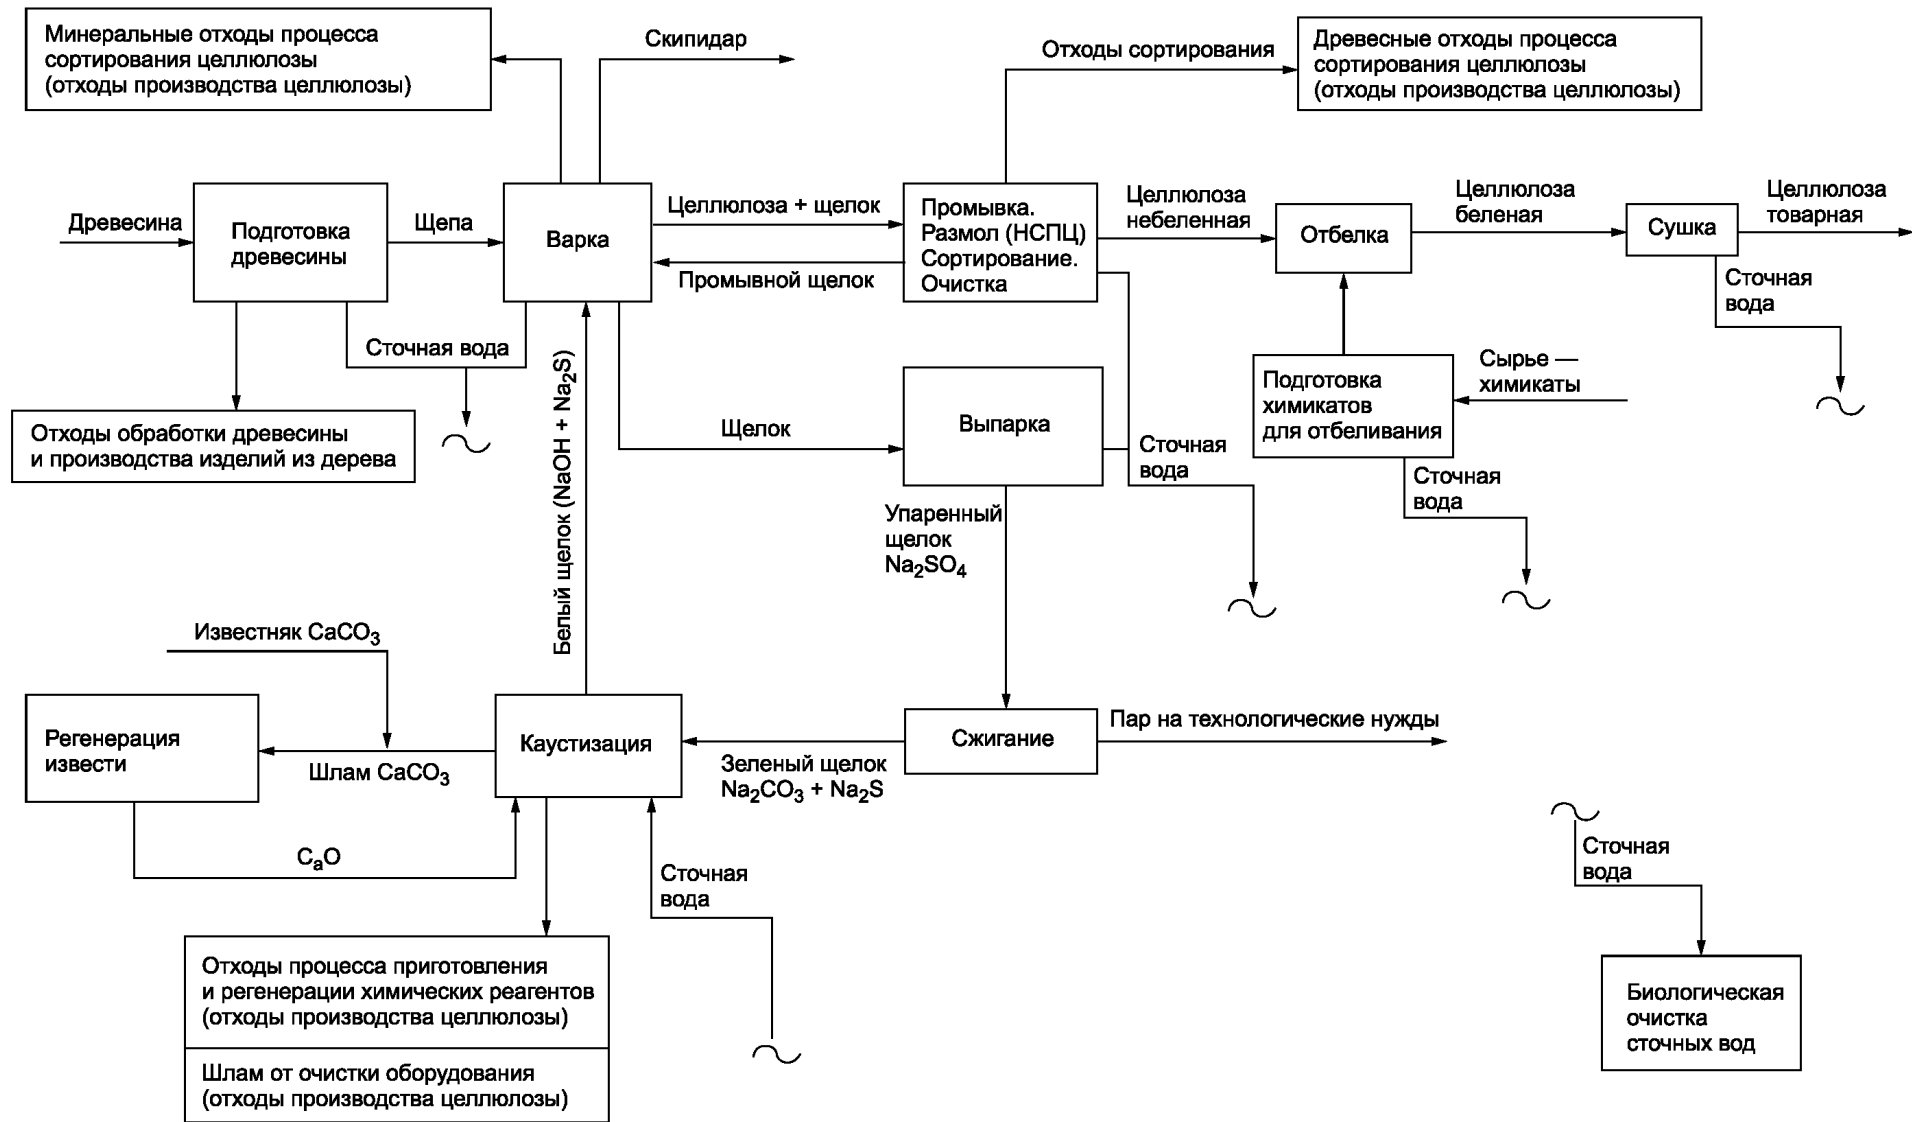 Минеральные отходы процесса
сортирования целлюлозы
(отходы производства целлюлозы)
Скипидар
Отходы сортирования
Древесные отходы процесса
сортирования целлюлозы
(отходы производства целлюлозы)
Древесина
Подготовка
древесины
Щепа
Варка
Целлюлоза + щелок
Промывной щелок
Промывка.
Размол (НСПЦ)
Сортирование.
Очистка
Целлюлоза
небеленная
Отбелка
Целлюлоза
беленая
Сушка
Целлюлоза
товарная
Сточная
вода
Сточная вода
Отходы обработки древесины
и производства изделий из дерева
Белый щелок (NaOH + Na2S)
Щелок
Выпарка
Сточная
вода
Подготовка
химикатов
для отбеливания
Сырье —
химикаты
Сточная
вода
Упаренный
щелок
Na2SO4
Известняк CaCO3
Регенерация
извести
Шлам CaCO3
Каустизация
Зеленый щелок
Na2CO3 + Na2S
Сжигание
Пар на технологические нужды
CaO
Сточная
вода
Сточная
вода
Отходы процесса приготовления
и регенерации химических реагентов
(отходы производства целлюлозы)
Шлам от очистки оборудования
(отходы производства целлюлозы)
Биологическая
очистка
сточных вод